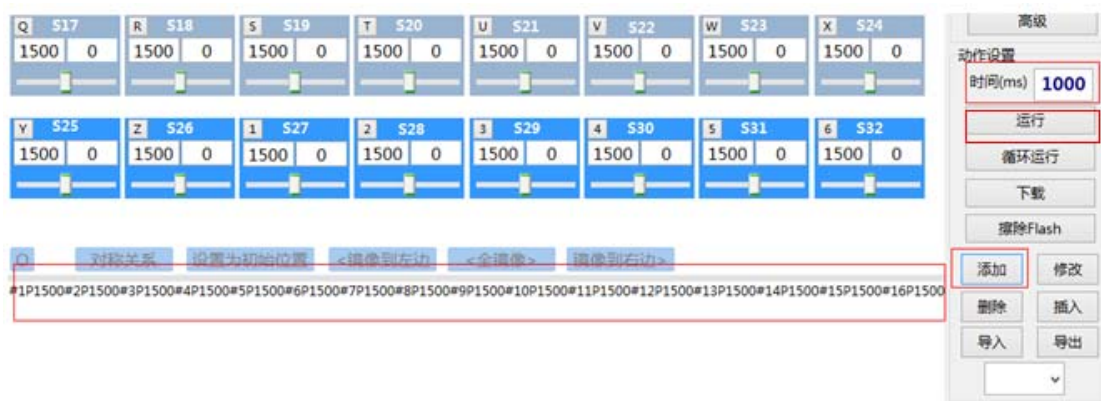 Q S17 R S18 S S19 T S20 U S21 V S22 W S23 X S24
1500 0 1500 0 1500 0 1500 0 1500 0 1500 0 1500 0 1500 0
Y S25 Z S26 1 S27 2 S28 3 S29 4 S30 5 S31 6 S32
1500 0 1500 0 1500 0 1500 0 1500 0 1500 0 1500 0 1500 0
O 对称关系 设置为初始位置 <镜像到左边 <全镜像> 镜像到右边>
#1P1500#2P1500#3P1500#4P1500#5P1500#6P1500#7P1500#8P1500#9P1500#10P1500#11P1500#12P1500#13P1500#14P1500#15P1500#16P1500
高级
动作设置
时间(ms) 1000
运行
循环运行
下载
擦除Flash
添加 修改
删除 插入
导入 导出